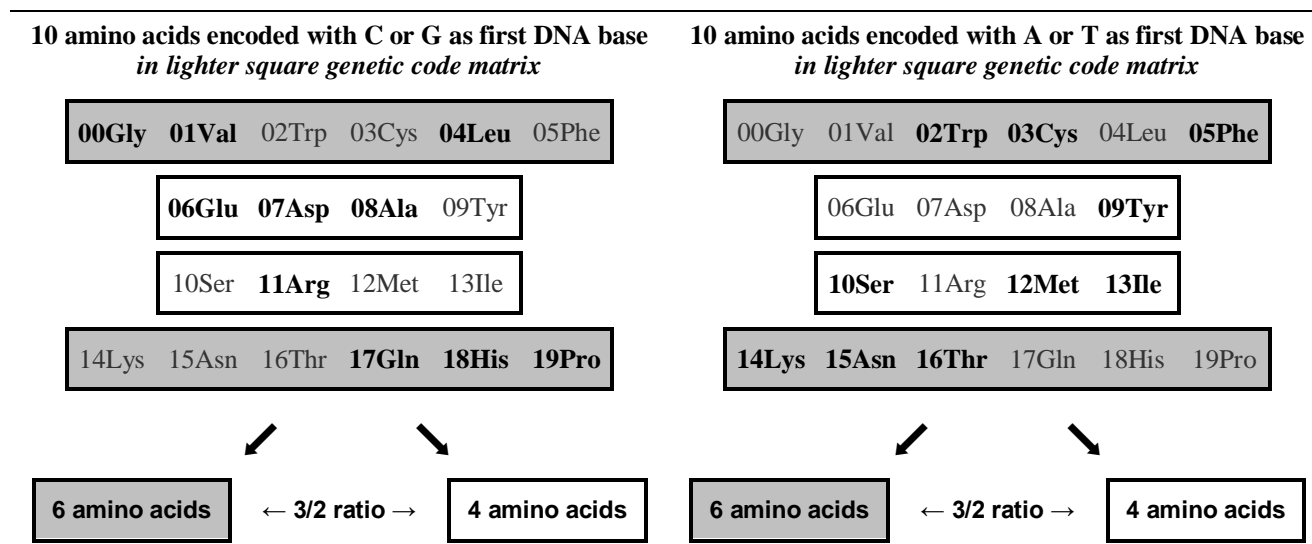 10 amino acids encoded with C or G as first DNA base
in lighter square genetic code matrix
00Gly 01Val 02Trp 03Cys 04Leu 05Phe
06Glu 07Asp 08Ala 09Tyr
10Ser 11Arg 12Met 13Ile
14Lys 15Asn 16Thr 17Gln 18His 19Pro
6 amino acids ← 3/2 ratio → 4 amino acids
10 amino acids encoded with A or T as first DNA base
in lighter square genetic code matrix
00Gly 01Val 02Trp 03Cys 04Leu 05Phe
06Glu 07Asp 08Ala 09Tyr
10Ser 11Arg 12Met 13Ile
14Lys 15Asn 16Thr 17Gln 18His 19Pro
6 amino acids ← 3/2 ratio → 4 amino acids